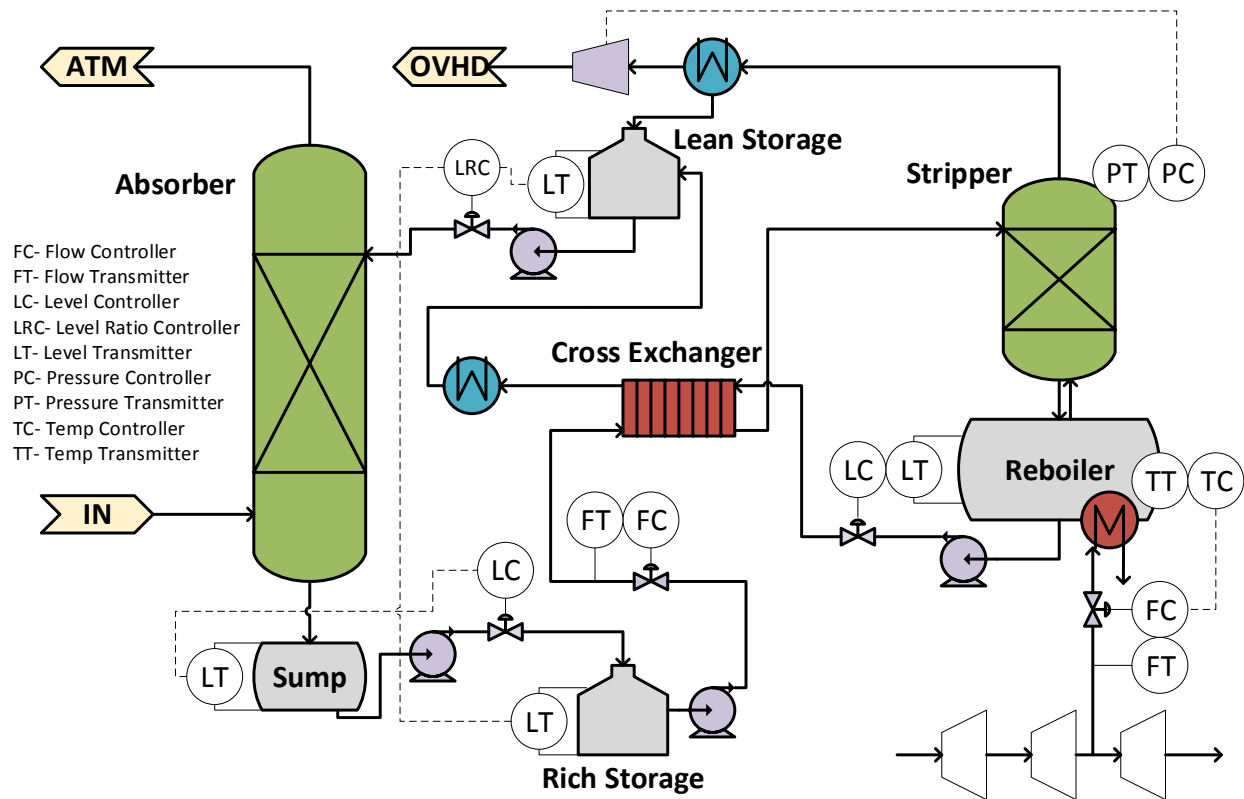 ATM
OVHD
Lean Storage
Absorber
LRC
LT
Stripper
PT
PC
FC- Flow Controller
FT- Flow Transmitter
LC- Level Controller
LRC- Level Ratio Controller
LT- Level Transmitter
PC- Pressure Controller
PT- Pressure Transmitter
TC- Temp Controller
TT- Temp Transmitter
Cross Exchanger
LC
LT
Reboiler
TT
TC
IN
FT
FC
LC
FC
FT
LT
Sump
LT
Rich Storage